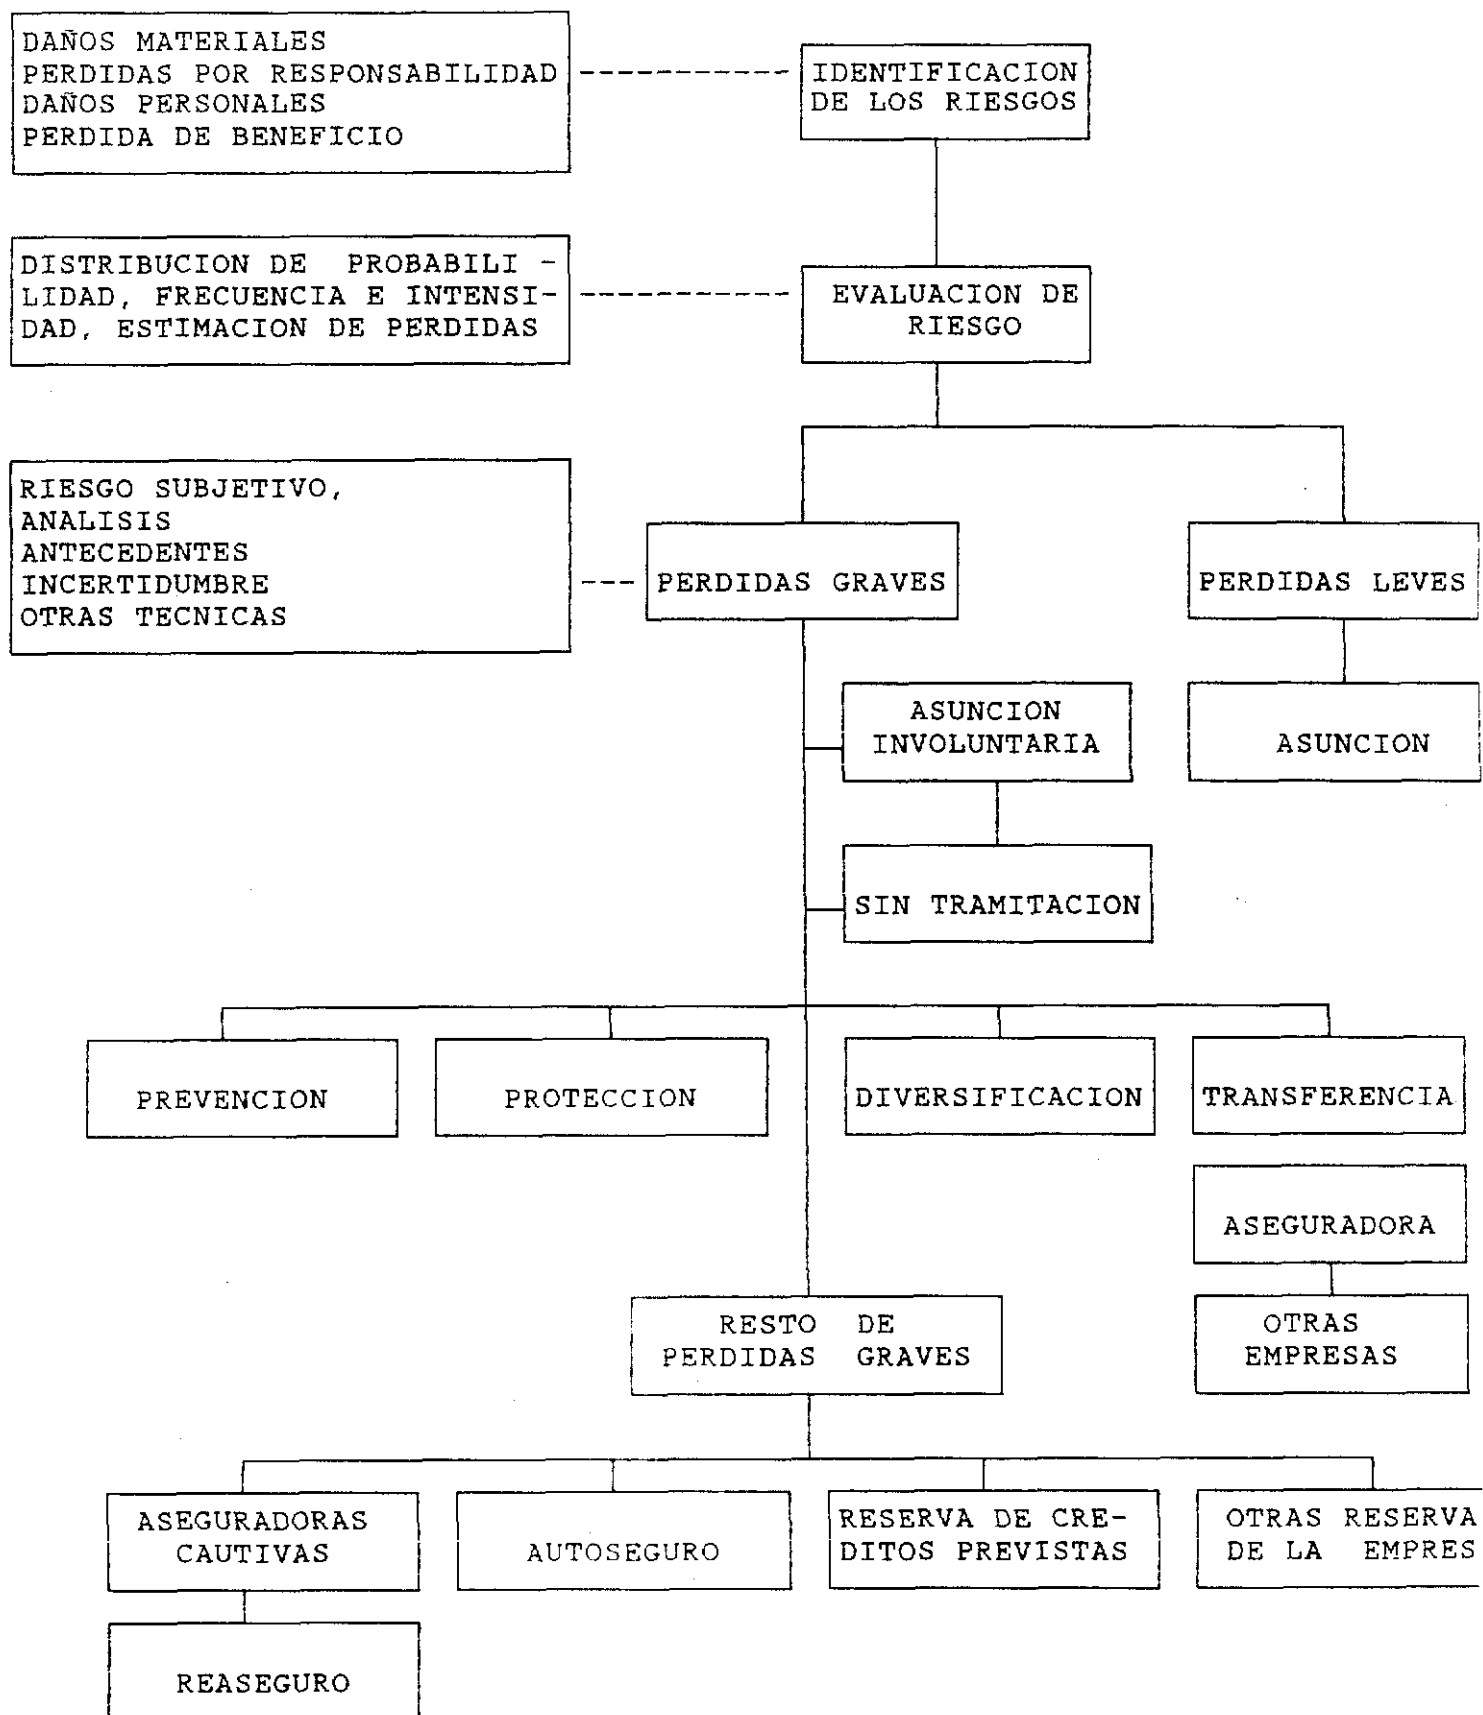 DAÑOS MATERIALES
PERDIDAS POR RESPONSABILIDAD
DAÑOS PERSONALES
PERDIDA DE BENEFICIO
IDENTIFICACION
DE LOS RIESGOS
DISTRIBUCION DE PROBABILI -
LIDAD, FRECUENCIA E INTENSI-
DAD, ESTIMACION DE PERDIDAS
EVALUACION DE
RIESGO
RIESGO SUBJETIVO,
ANALISIS
ANTECEDENTES
INCERTIDUMBRE
OTRAS TECNICAS
PERDIDAS GRAVES
PERDIDAS LEVES
ASUNCION
INVOLUNTARIA
ASUNCION
SIN TRAMITACION
PREVENCION
PROTECCION
DIVERSIFICACION
TRANSFERENCIA
ASEGURADORA
RESTO DE
PERDIDAS GRAVES
OTRAS
EMPRESAS
ASEGURADORAS
CAUTIVAS
AUTOSEGURO
RESERVA DE CRE-
DITOS PREVISTAS
OTRAS RESERVA
DE LA EMPRES
REASEGURO